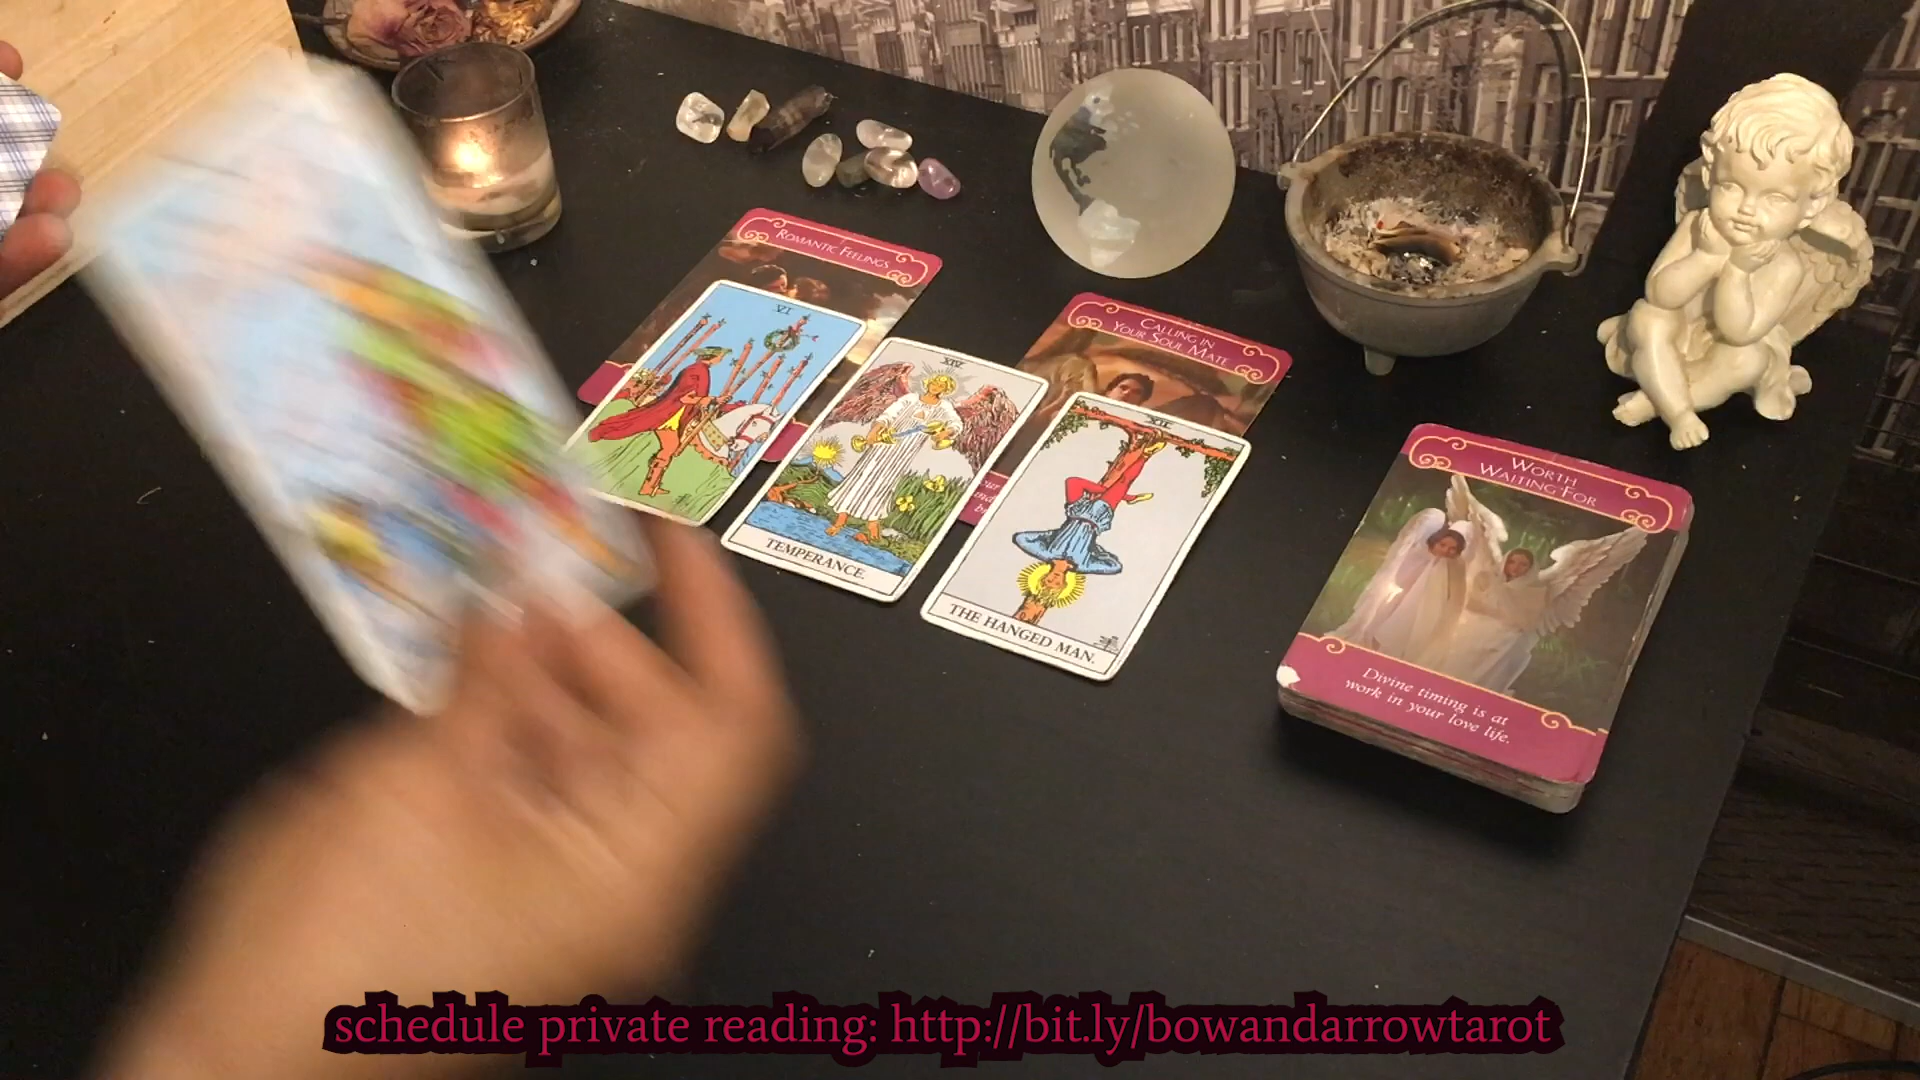 ROMANTIC FEELINGS
VI
CALLING IN
YOUR SOUL MATE
XIV
TEMPERANCE.
XII
THE HANGED MAN.
WORTH
WAITING FOR
Divine timing is at
work in your love life.
schedule private reading: http://bit.ly/bowandarrowtarot